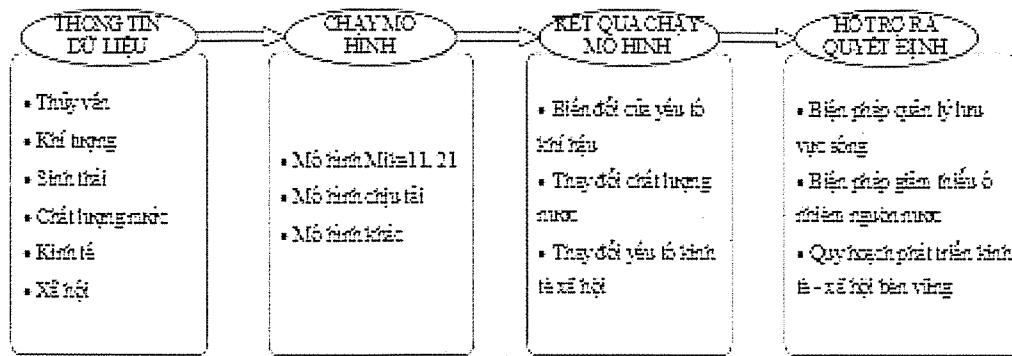 THÔNG TIN
DỮ LIỆU
• Thủy văn
• Khí tượng
• Sinh thái
• Chất lượng nước
• Kinh tế
• Xã hội
CHẠY MÔ
HÌNH
• Mô hình Mike11, 21
• Mô hình chịu tải
• Mô hình khác
KẾT QUẢ CHẠY
MÔ HÌNH
• Biến đổi của yếu tố
khí hậu
• Thay đổi chất lượng
nước
• Thay đổi yếu tố kinh
tế xã hội
HỖ TRỢ RA
QUYẾT ĐỊNH
• Biện pháp quản lý lưu
vực sông
• Biện pháp giảm thiểu ô
nhiễm nguồn nước
• Quy hoạch phát triển kinh
tế - xã hội bền vững